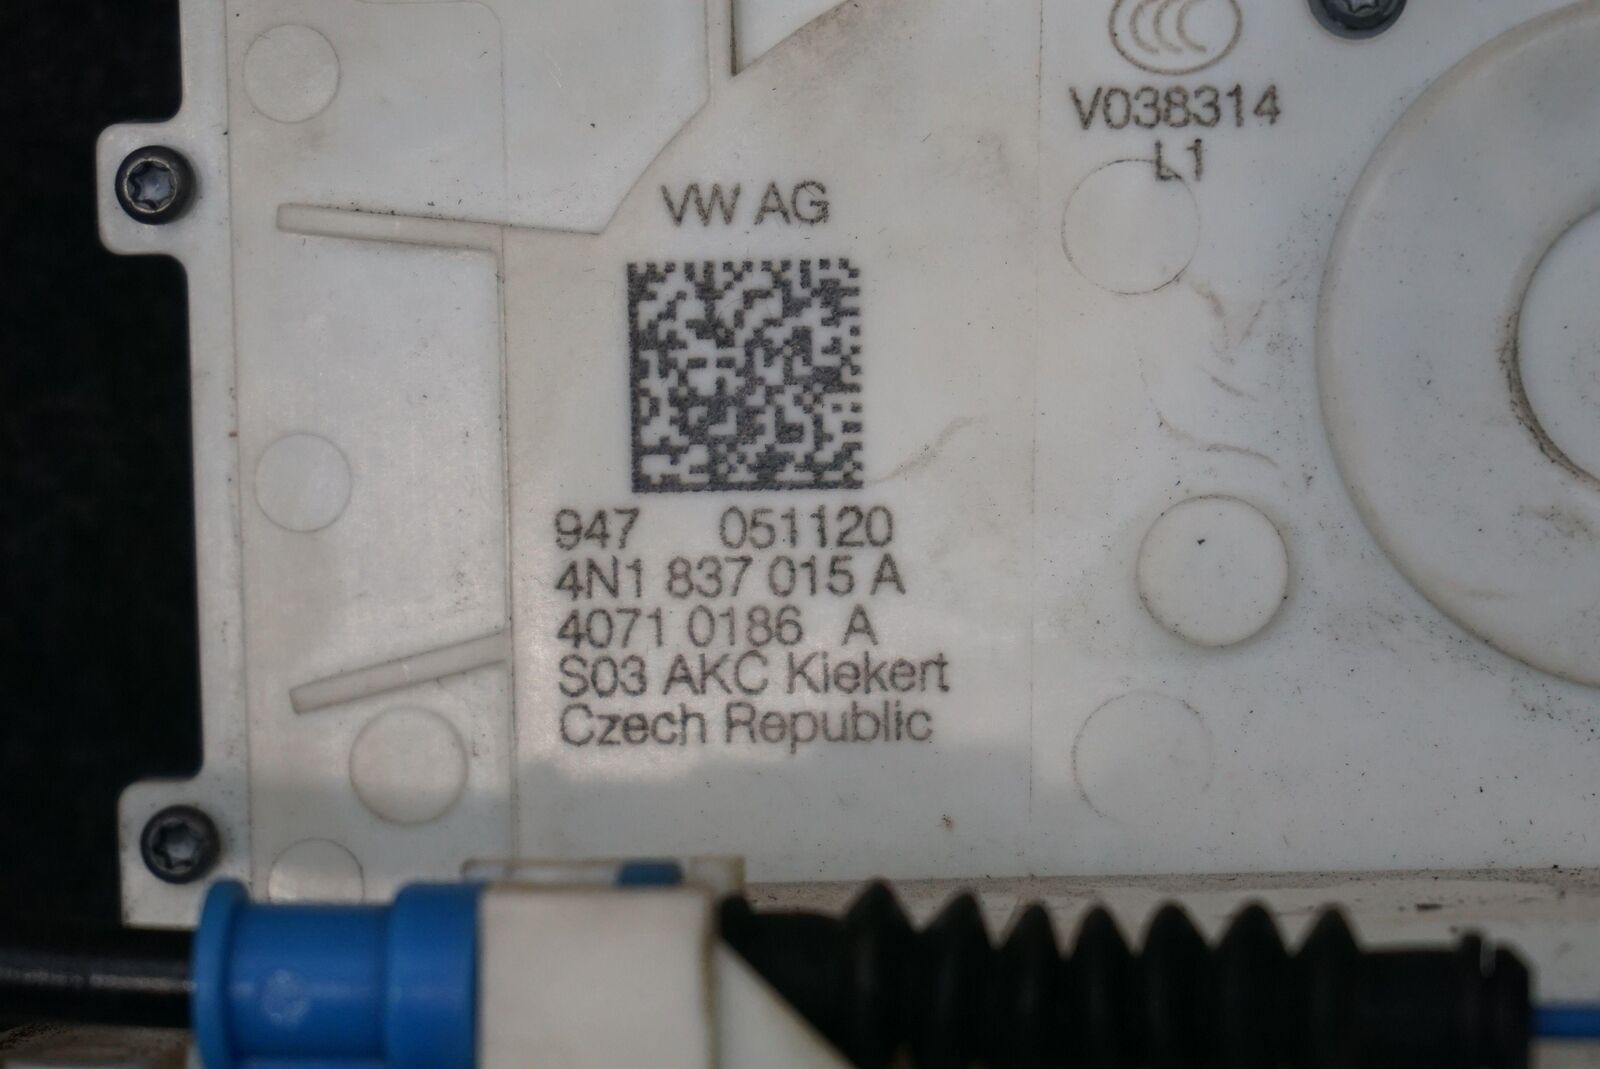 V038314
L1
VW AG
947 051120
4N1 837 015 A
4071 0186 A
S03 AKC Kiekert
Czech Republic